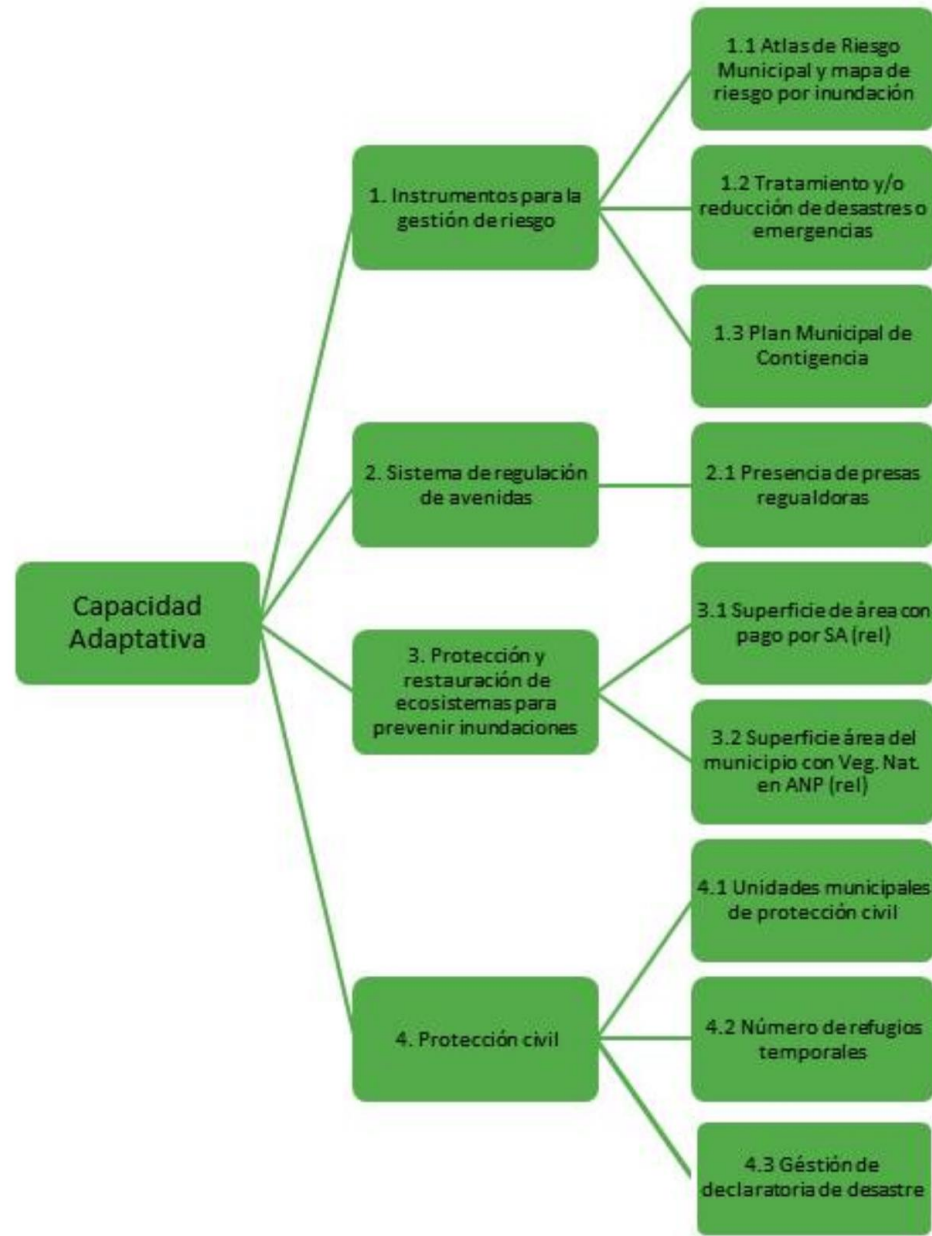 Capacidad
Adaptativa
1. Instrumentos para la
gestión de riesgo
1.1 Atlas de Riesgo
Municipal y mapa de
riesgo por inundación
1.2 Tratamiento y/o
reducción de desastres o
emergencias
1.3 Plan Municipal de
Contigencia
2. Sistema de regulación
de avenidas
2.1 Presencia de presas
regualdoras
3. Protección y
restauración de
ecosistemas para
prevenir inundaciones
3.1 Superficie de área con
pago por SA (rel)
3.2 Superficie área del
municipio con Veg. Nat.
en ANP (rel)
4. Protección civil
4.1 Unidades municipales
de protección civil
4.2 Número de refugios
temporales
4.3 Géstión de
declaratoria de desastre